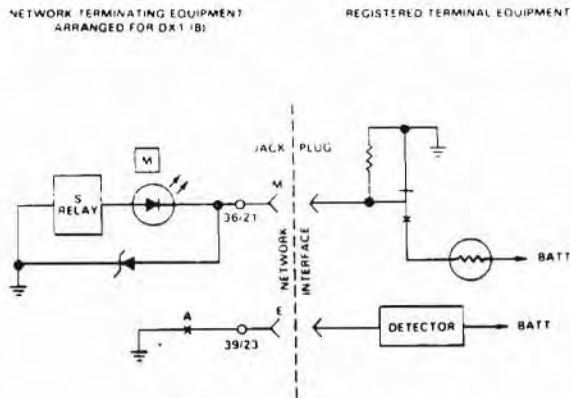 NETWORK TERMINATING EQUIPMENT
ARRANGED FOR DX1 (B)
REGISTERED TERMINAL EQUIPMENT
JACK PLUG
M
M
S
RELAY
36/21
NETWORK
INTERFACE
BATT
A
E
39/23
DETECTOR
BATT